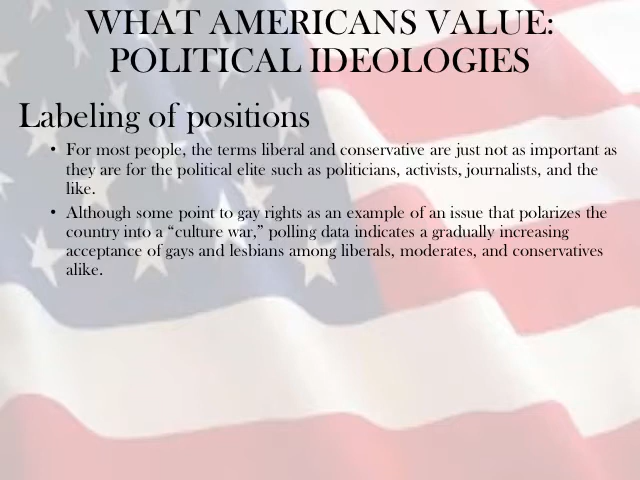 WHAT AMERICANS VALUE:
POLITICAL IDEOLOGIES
Labeling of positions
• For most people, the terms liberal and conservative are just not as important as
they are for the political elite such as politicians, activists, journalists, and the
like.
• Although some point to gay rights as an example of an issue that polarizes the
country into a “culture war,” polling data indicates a gradually increasing
acceptance of gays and lesbians among liberals, moderates, and conservatives
alike.